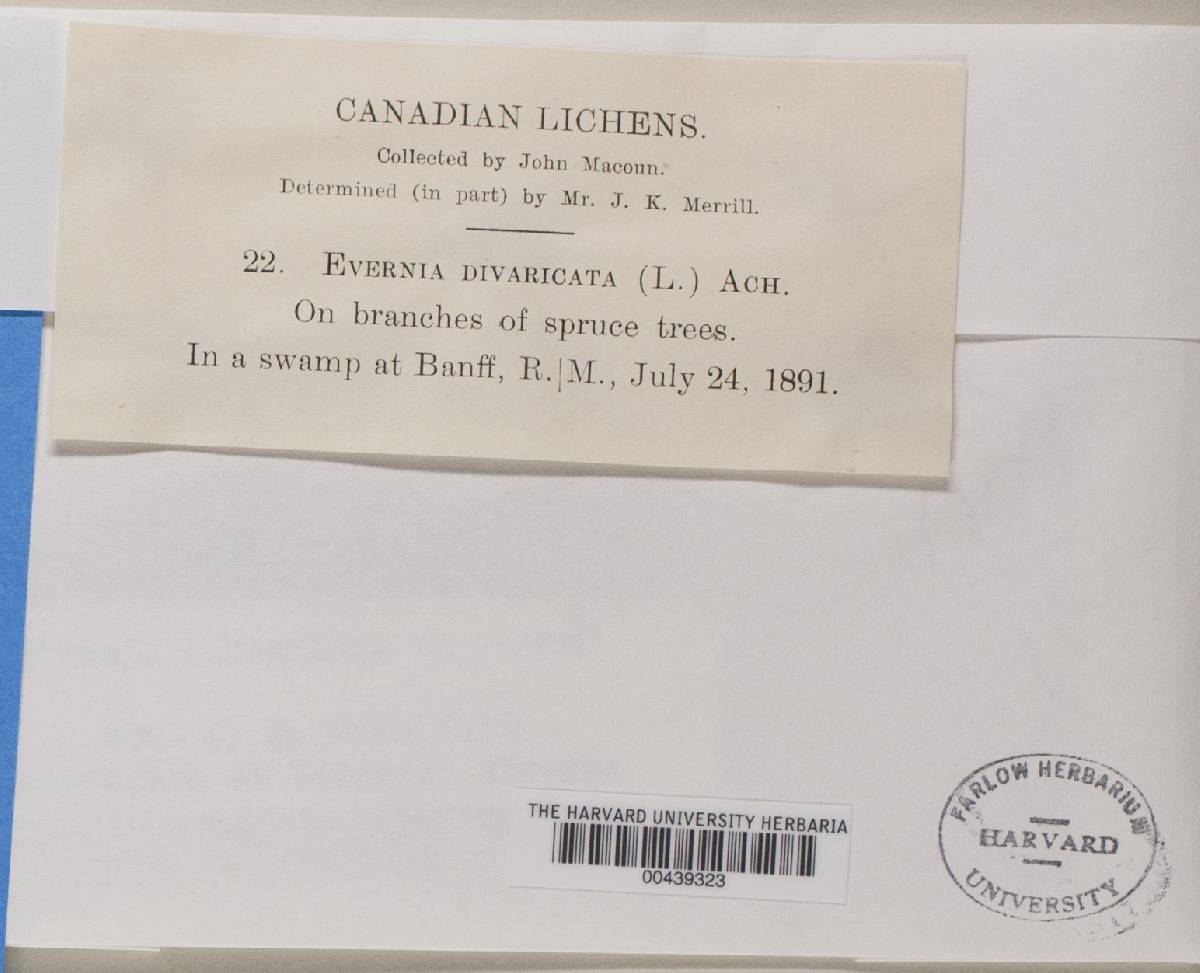 CANADIAN LICHENS.
Collected by John Macoun.
Determined (in part) by Mr. J. K. Merrill.
22. EVERNIA DIVARICATA (L.) ACH.
On branches of spruce trees.
In a swamp at Banff, R.|M., July 24, 1891.
THE HARVARD UNIVERSITY HERBARIA
00439323
FARLOW HERBARIUM
HARVARD
UNIVERSITY